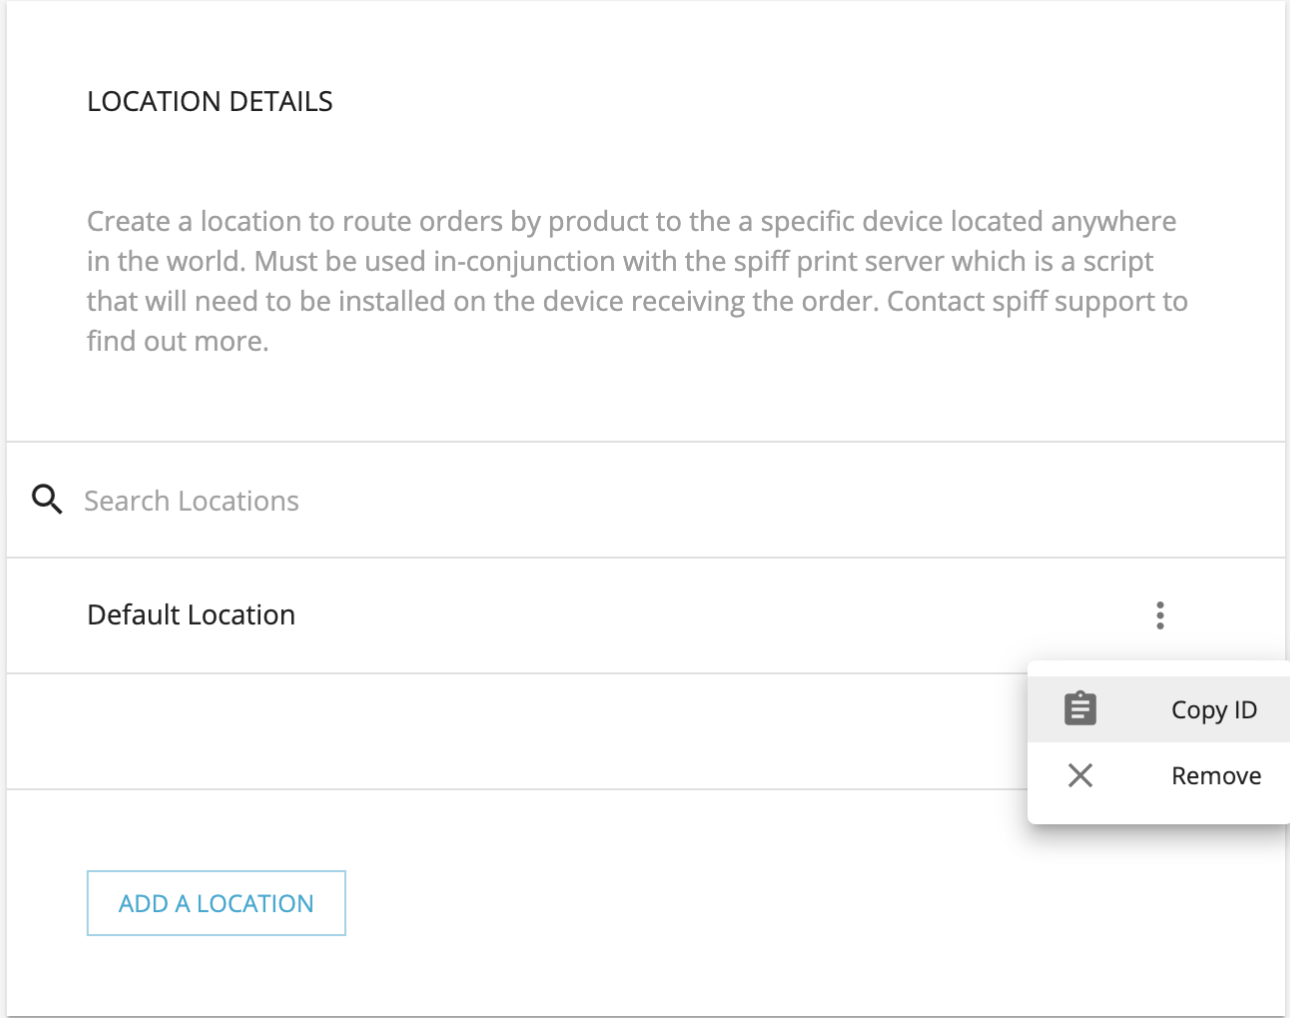 LOCATION DETAILS
Create a location to route orders by product to the a specific device located anywhere
in the world. Must be used in-conjunction with the spiff print server which is a script
that will need to be installed on the device receiving the order. Contact spiff support to
find out more.
Search Locations
Default Location
Copy ID
Remove
ADD A LOCATION